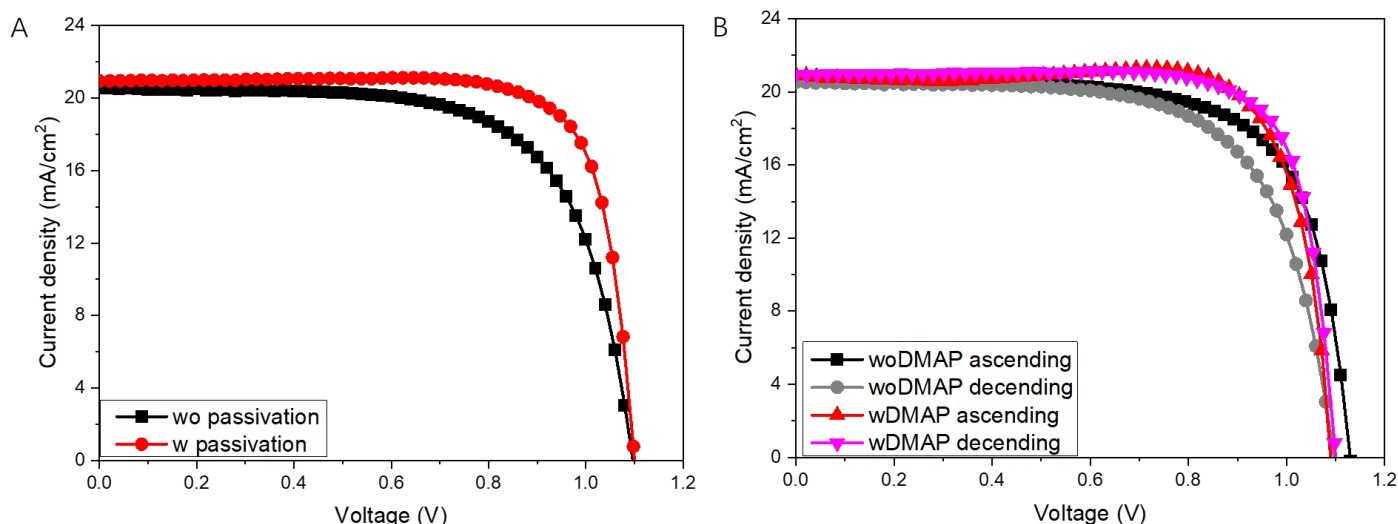 A
24
20
16
12
8
4
0
Current density (mA/cm²)
wo passivation
w passivation
0.0 0.2 0.4 0.6 0.8 1.0 1.2
Voltage (V)
B
24
20
16
12
8
4
0
Current density (mA/cm²)
woDMAP ascending
woDMAP decending
wDMAP ascending
wDMAP decending
0.0 0.2 0.4 0.6 0.8 1.0 1.2
Voltage (V)